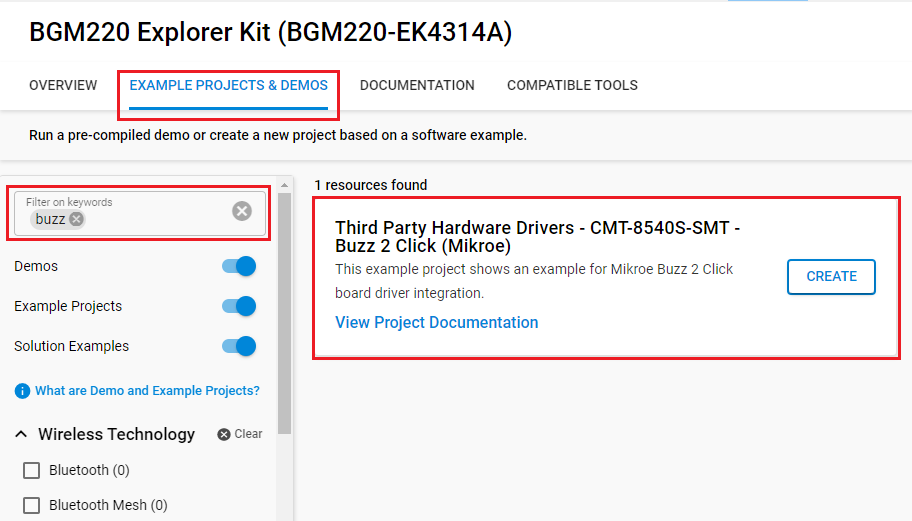 BGM220 Explorer Kit (BGM220-EK4314A)
OVERVIEW EXAMPLE PROJECTS & DEMOS DOCUMENTATION COMPATIBLE TOOLS
Run a pre-compiled demo or create a new project based on a software example.
Filter on keywords
buzz
Demos
Example Projects
Solution Examples
What are Demo and Example Projects?
Wireless Technology Clear
Bluetooth (0)
Bluetooth Mesh (0)
1 resources found
Third Party Hardware Drivers - CMT-8540S-SMT -
Buzz 2 Click (Mikroe)
This example project shows an example for Mikroe Buzz 2 Click
board driver integration.
View Project Documentation
CREATE